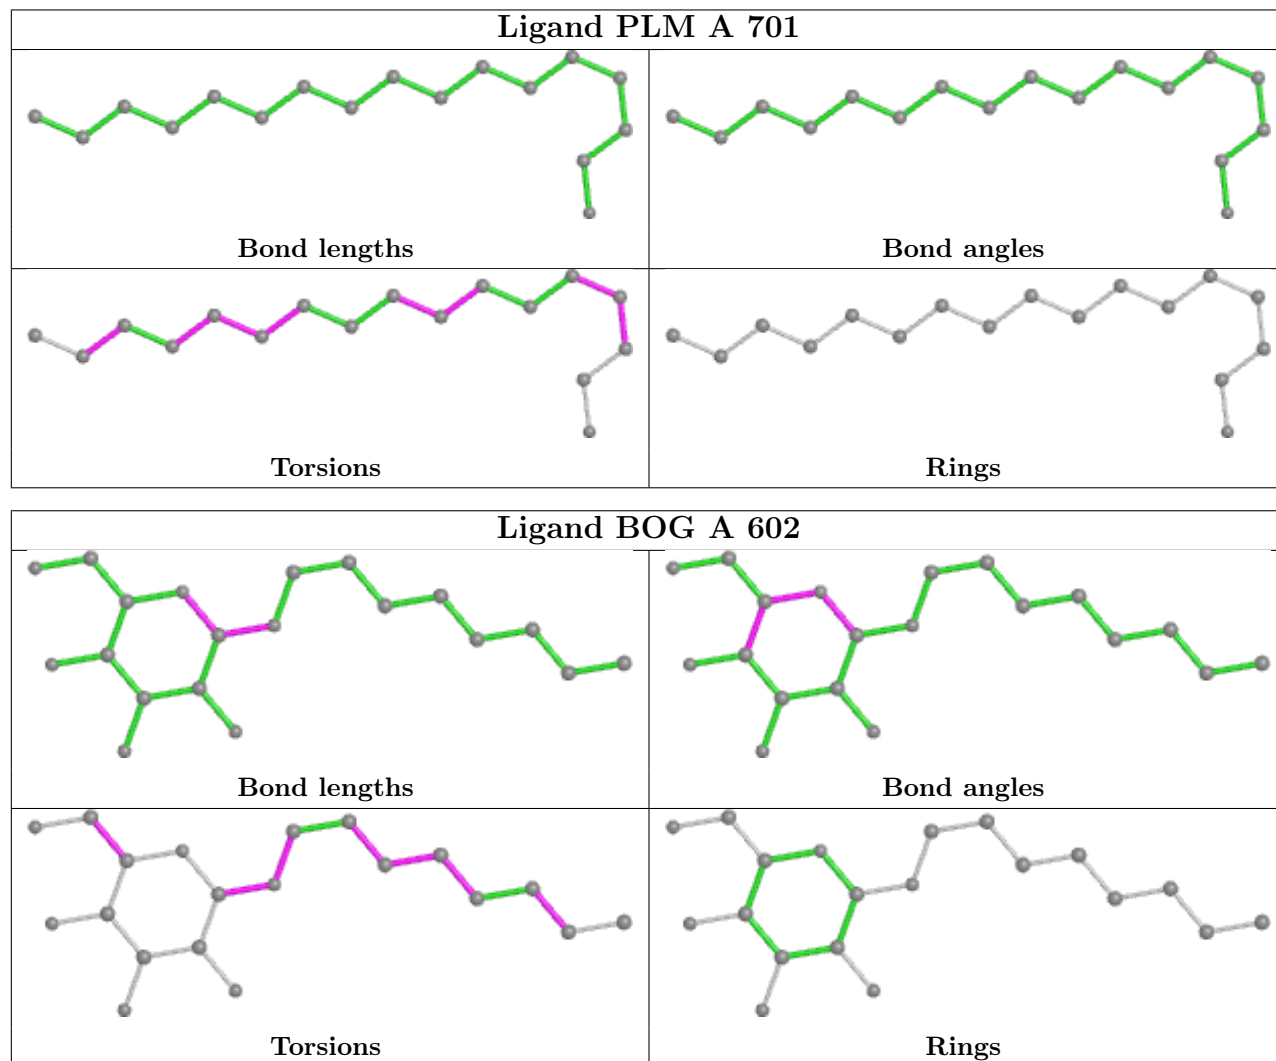 Ligand PLM A 701
Bond lengths
Bond angles
Torsions
Rings
Ligand BOG A 602
Bond lengths
Bond angles
Torsions
Rings